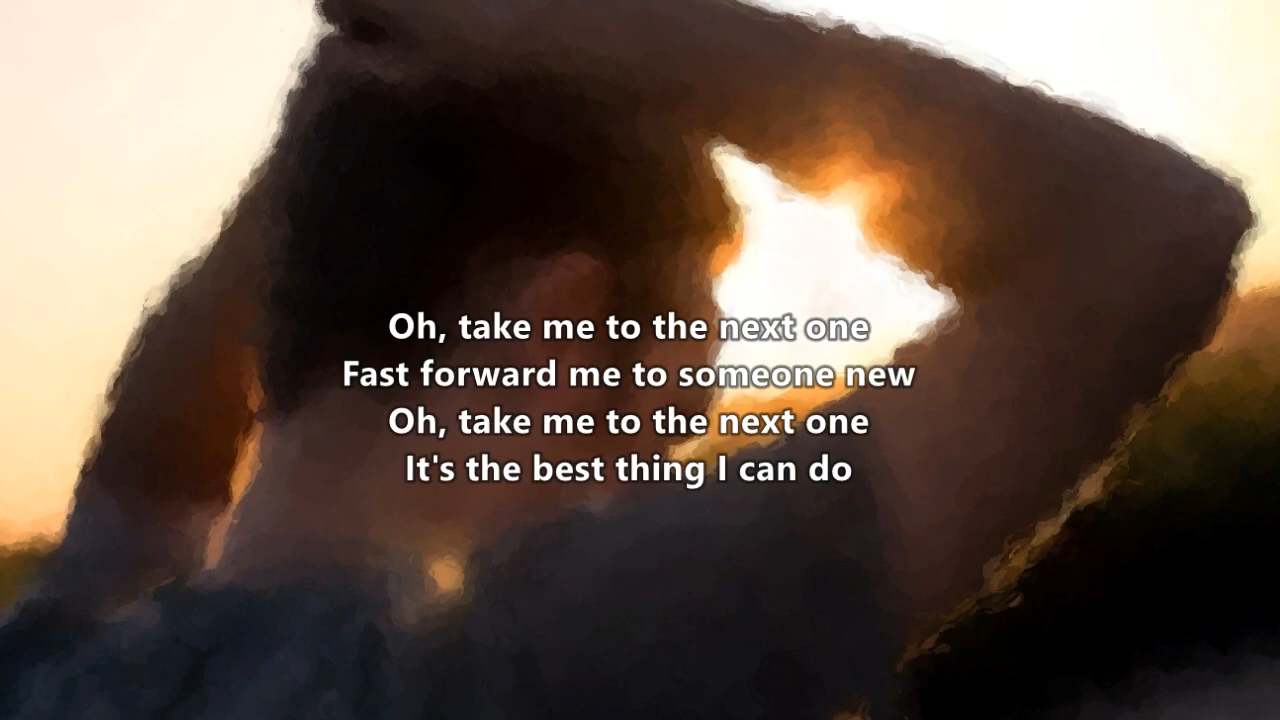 Oh, take me to the next one
Fast forward me to someone new
Oh, take me to the next one
It's the best thing I can do